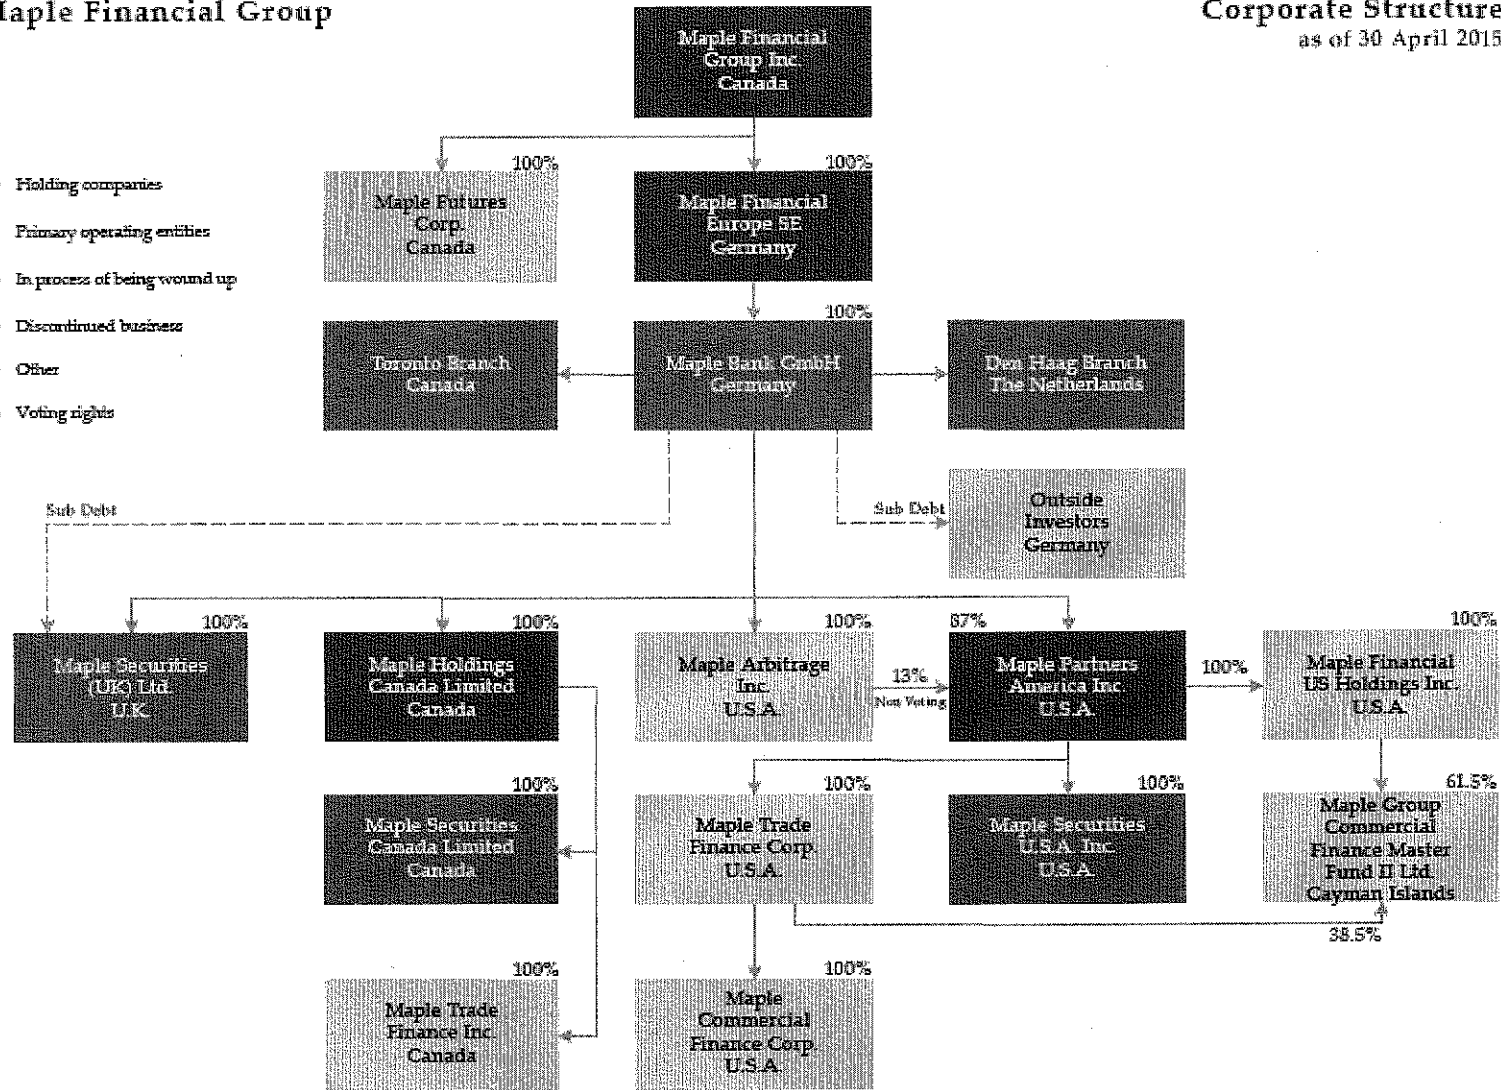 Maple Financial Group
Corporate Structure
as of 30 April 2015
Maple Financial
Group Inc.
Canada
Holding companies
Primary operating entities
In process of being wound up
Discontinued business
Other
Voting rights
100%
Maple Futures
Corp.
Canada
100%
Maple Financial
Europe SE
Germany
Toronto Branch
Canada
100%
Maple Bank GmbH
Germany
Den Haag Branch
The Netherlands
Sub Debt
Sub Debt
Outside
Investors
Germany
100%
Maple Securities
(UK) Ltd.
U.K.
100%
Maple Holdings
Canada Limited
Canada
100%
Maple Arbitrage
Inc.
U.S.A.
13%
Non Voting
87%
Maple Partners
America Inc.
U.S.A.
100%
100%
Maple Financial
US Holdings Inc.
U.S.A.
100%
Maple Securities
Canada Limited
Canada
100%
Maple Trade
Finance Corp.
U.S.A.
100%
Maple Securities
U.S.A. Inc.
U.S.A.
61.5%
Maple Group
Commercial
Finance Master
Fund II Ltd.
Cayman Islands
38.5%
100%
Maple Trade
Finance Inc.
Canada
100%
Maple
Commercial
Finance Corp.
U.S.A.